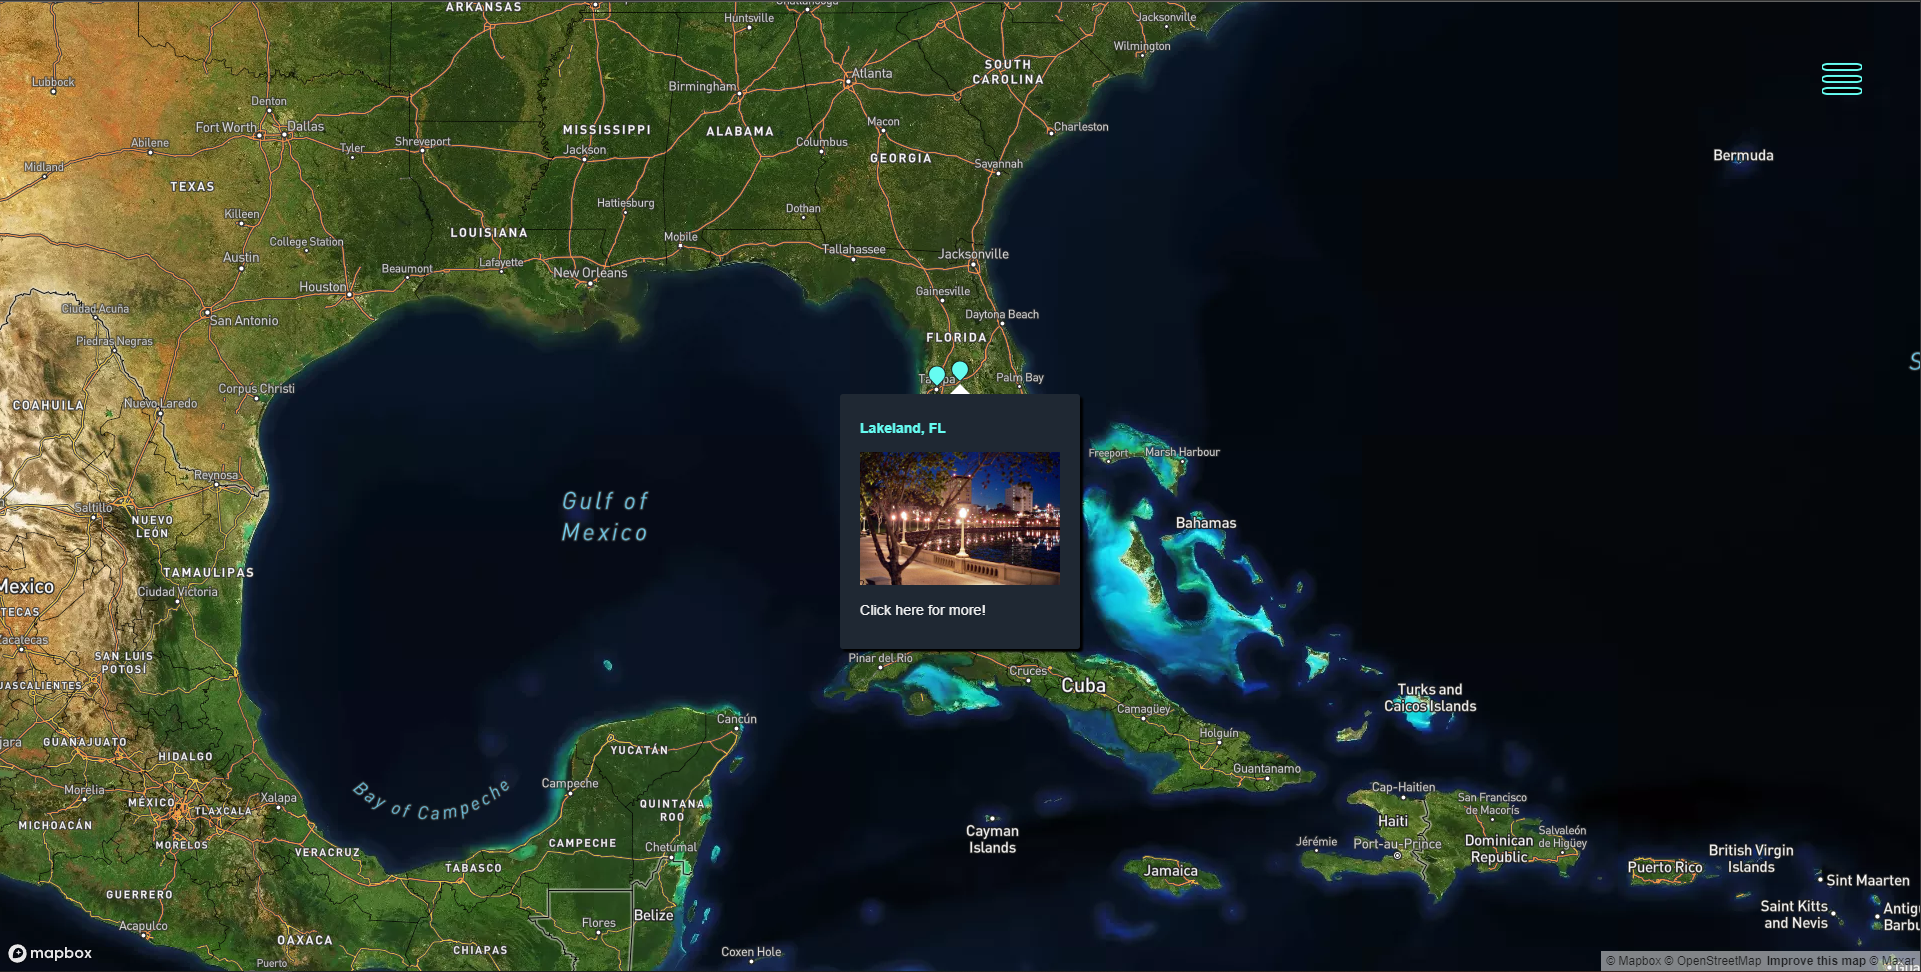 ARKANSAS
Huntsville
Jacksonville
Wilmington
SOUTH
CAROLINA
Lubbock
Atlanta
Birmingham
Denton
Fort Worth
Dallas
Macon
Charleston
MISSISSIPPI
ALABAMA
Abilene
Tyler
Shreveport
Jackson
Columbus
GEORGIA
Bermuda
Midland
Savannah
TEXAS
Hattiesburg
Dothan
Killeen
LOUISIANA
Mobile
College Station
Tallahassee
Jacksonville
Austin
Beaumont
Lafayette
New Orleans
Houston
Gainesville
Ciudad Acuña
San Antonio
Daytona Beach
Piedras Negras
FLORIDA
Palm Bay
Corpus Christi
COAHUILA
Nuevo Laredo
Lakeland, FL
Freeport
Marsh Harbour
Reynosa
Gulf of
Mexico
Saltillo
NUEVO
LEÓN
Bahamas
TAMAULIPAS
Mexico
Ciudad Victoria
Click here for more!
TECAS
Zacatecas
SAN LUIS
POTOSÍ
Pinar del Río
Cruces
Cuba
UASCALIENTES
Turks and
Caicos Islands
Camagüey
Cancún
Holguín
jara
GUANAJUATO
YUCATÁN
HIDALGO
Guantanamo
Campeche
Bay of Campeche
Morelia
Cap-Haitien
San Francisco
de Macorís
MÉXICO
TLAXCALA
Xalapa
QUINTANA
ROO
MICHOACÁN
Haiti
Cayman
Islands
Salvaleón
de Higüey
MORELOS
VERACRUZ
CAMPECHE
Chetumal
Jérémie
Port-au-Prince
Dominican
Republic
British Virgin
Islands
TABASCO
Jamaica
Puerto Rico
Sint Maarten
GUERRERO
Saint Kitts
and Nevis
Antigu
Barbu
Acapulco
Flores
Belize
OAXACA
CHIAPAS
Coxen Hole
Puerto
mapbox
© Mapbox © OpenStreetMap Improve this map © Maxar